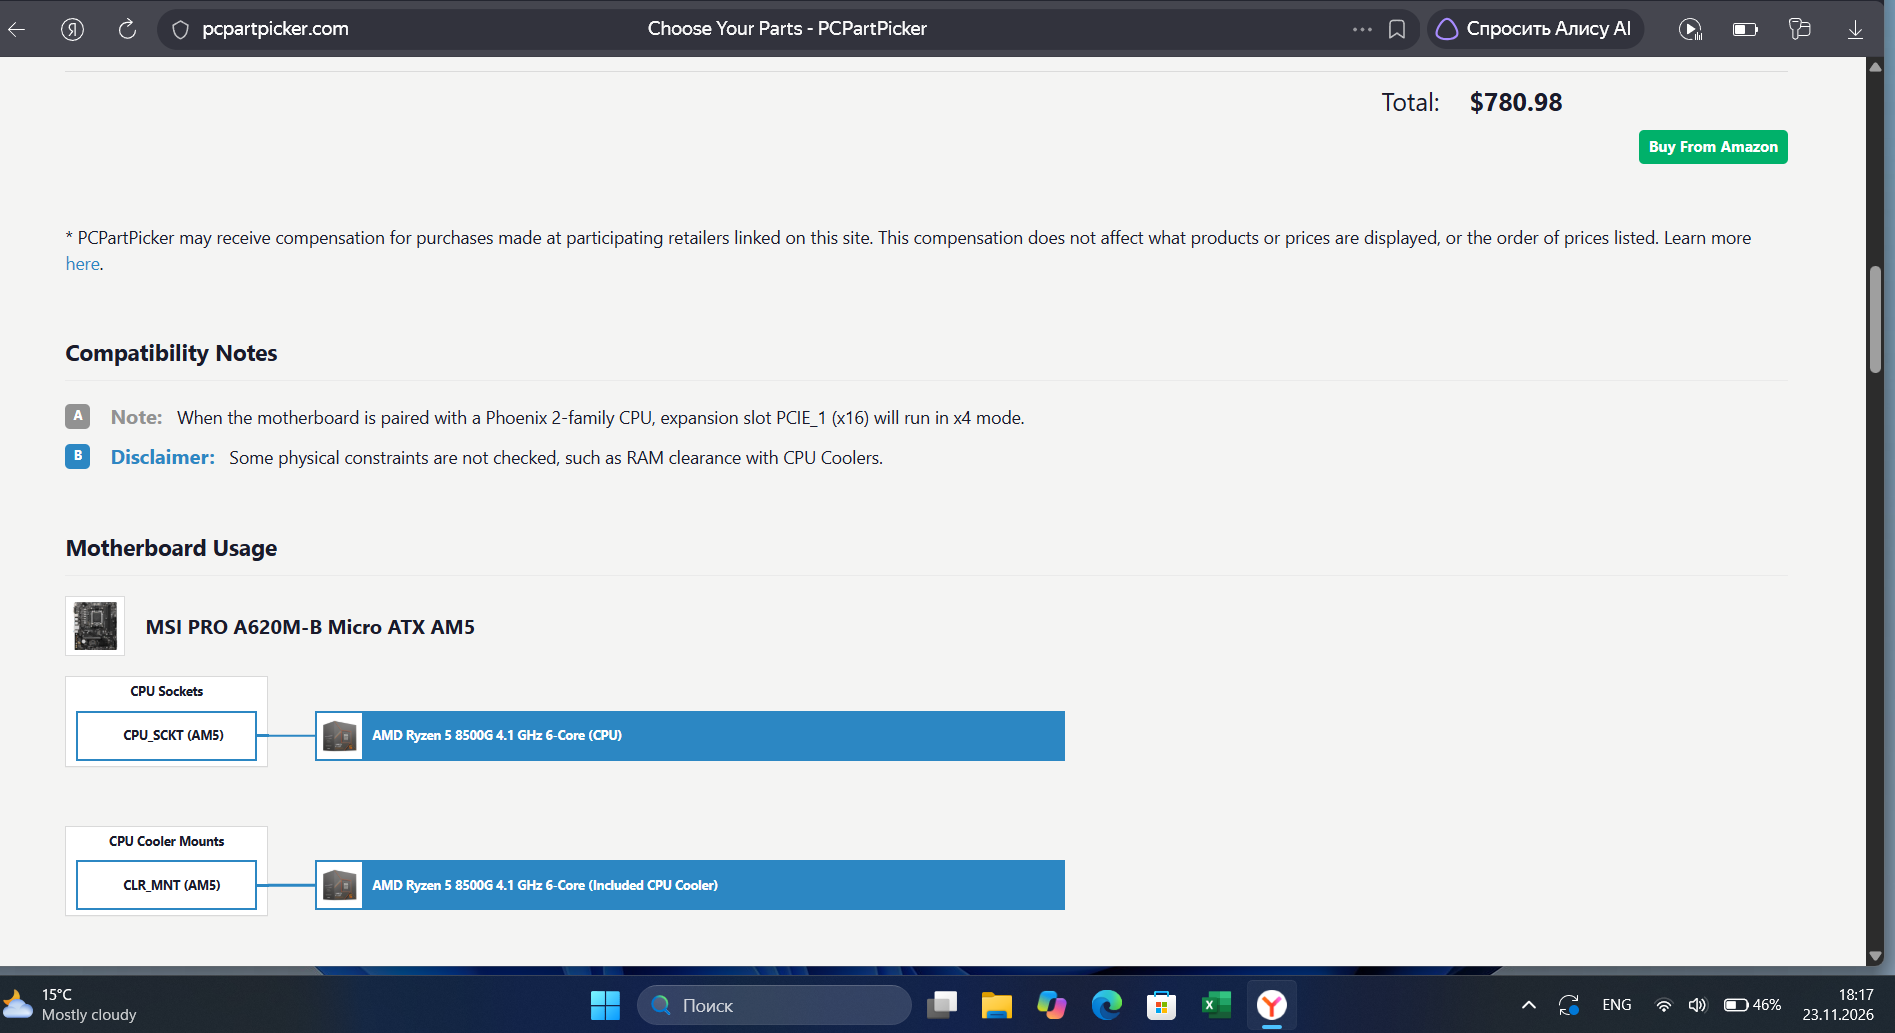 pcpartpicker.com
Choose Your Parts - PCPartPicker
Спросить Алису AI
Total: $780.98
Buy From Amazon
* PCPartPicker may receive compensation for purchases made at participating retailers linked on this site. This compensation does not affect what products or prices are displayed, or the order of prices listed. Learn more
here.
Compatibility Notes
A Note: When the motherboard is paired with a Phoenix 2-family CPU, expansion slot PCIE_1 (x16) will run in x4 mode.
B Disclaimer: Some physical constraints are not checked, such as RAM clearance with CPU Coolers.
Motherboard Usage
MSI PRO A620M-B Micro ATX AM5
CPU Sockets
CPU_SCKT (AM5)
AMD Ryzen 5 8500G 4.1 GHz 6-Core (CPU)
CPU Cooler Mounts
CLR_MNT (AM5)
AMD Ryzen 5 8500G 4.1 GHz 6-Core (Included CPU Cooler)
15°C
Mostly cloudy
Поиск
ENG
46%
18:17
23.11.2026